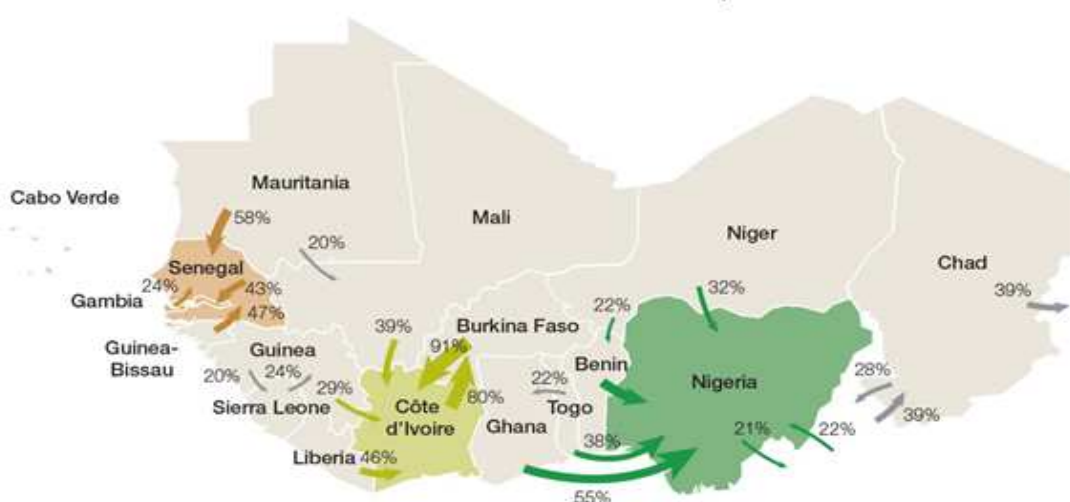 Mauritania
Cabo Verde
58%
Mali
20%
Niger
Senegal
Chad
24%
43%
32%
39%
Gambia
47%
22%
39%
Burkina Faso
Guinea-
Bissau
Guinea
91%
Benin
20%
24%
22%
28%
29%
Nigeria
Sierra Leone
80%
Côte
d'Ivoire
Togo
39%
Ghana
38%
21%
22%
Liberia
46%
55%